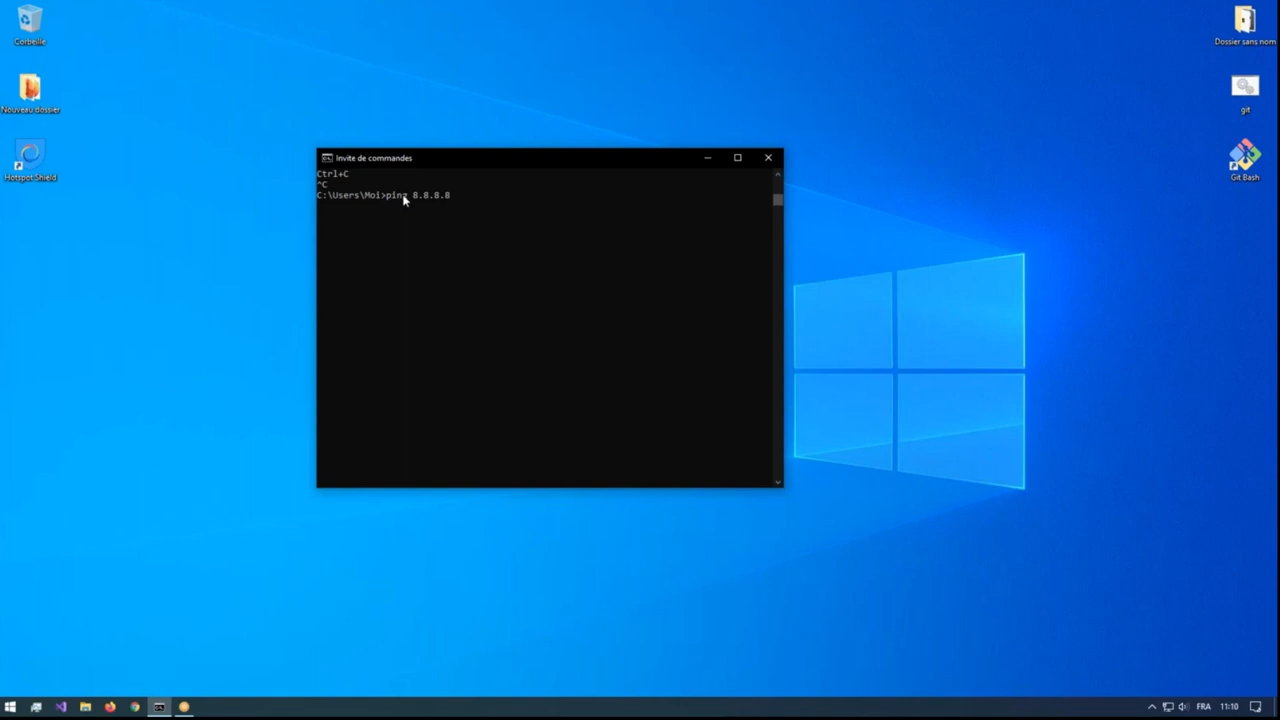 Corbeille
Nouveau dossier
Hotspot Shield
Dossier sans nom
git
Git Bash
Invite de commandes
Ctrl+C
^C
C:\Users\Moi>ping 8.8.8.8
FRA
11:10